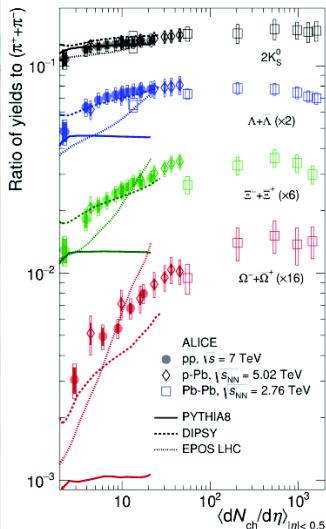 Ratio of yields to (π⁺+π⁻)
10⁻¹
2K⁰S
Λ+Λ̅ (×2)
Ξ⁻+Ξ̅⁺ (×6)
10⁻²
Ω⁻+Ω̅⁺ (×16)
ALICE
pp, √s = 7 TeV
p-Pb, √sNN = 5.02 TeV
Pb-Pb, √sNN = 2.76 TeV
PYTHIA8
DIPSY
EPOS LHC
10⁻³
10 10² 10³
⟨dNch/dη⟩|η|< 0.5